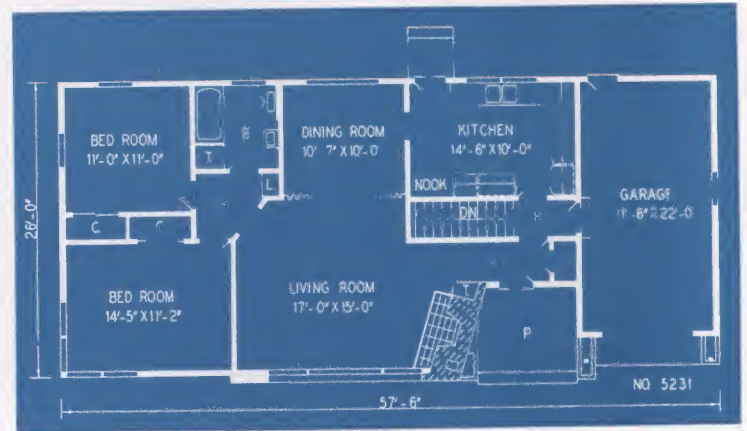 BED ROOM
11'-0" X 11'-0"
T
L
DINING ROOM
10' 7" X 10'-0"
KITCHEN
14'-6" X 10'-0"
NOOK
DN
H
GARAGE
C
C
26'-0"
BED ROOM
14'-5" X 11'-2"
LIVING ROOM
17'-0" X 15'-0"
P
NO. 5231
57'-6"